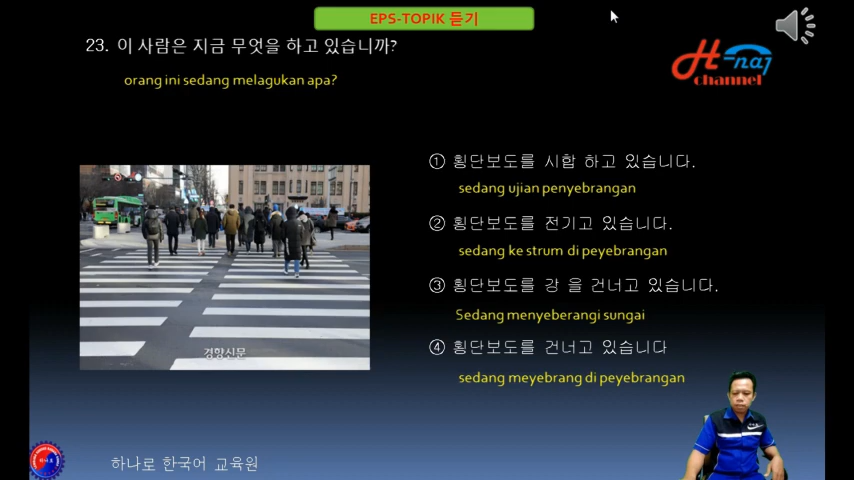 EPS-TOPIK 듣기
23. 이 사람은 지금 무엇을 하고 있습니까?
orang ini sedang melagukan apa?
H-naj
channel
① 횡단보도를 시합 하고 있습니다.
sedang ujian penyebrangan
② 횡단보도를 전기고 있습니다.
sedang ke strum di peyebrangan
③ 횡단보도를 강 을 건너고 있습니다.
Sedang menyeberangi sungai
④ 횡단보도를 건너고 있습니다
sedang meyebrang di peyebrangan
경향신문
하나로 한국어 교육원